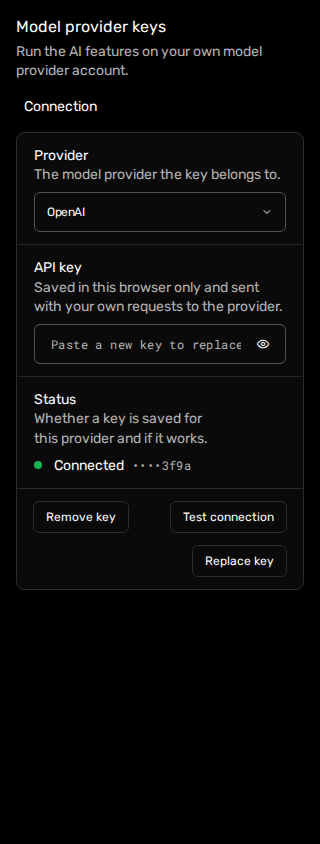 Model provider keys
Run the AI features on your own model
provider account.
Connection
Provider
The model provider the key belongs to.
OpenAI
API key
Saved in this browser only and sent
with your own requests to the provider.
Paste a new key to replace
Status
Whether a key is saved for
this provider and if it works.
Connected ••••3f9a
Remove key
Test connection
Replace key